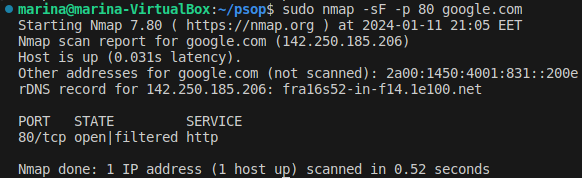 marina@marina-VirtualBox:~/psop$ sudo nmap -sF -p 80 google.com
Starting Nmap 7.80 ( https://nmap.org ) at 2024-01-11 21:05 EET
Nmap scan report for google.com (142.250.185.206)
Host is up (0.031s latency).
Other addresses for google.com (not scanned): 2a00:1450:4001:831::200e
rDNS record for 142.250.185.206: fra16s52-in-f14.1e100.net

PORT   STATE         SERVICE
80/tcp open|filtered http

Nmap done: 1 IP address (1 host up) scanned in 0.52 seconds